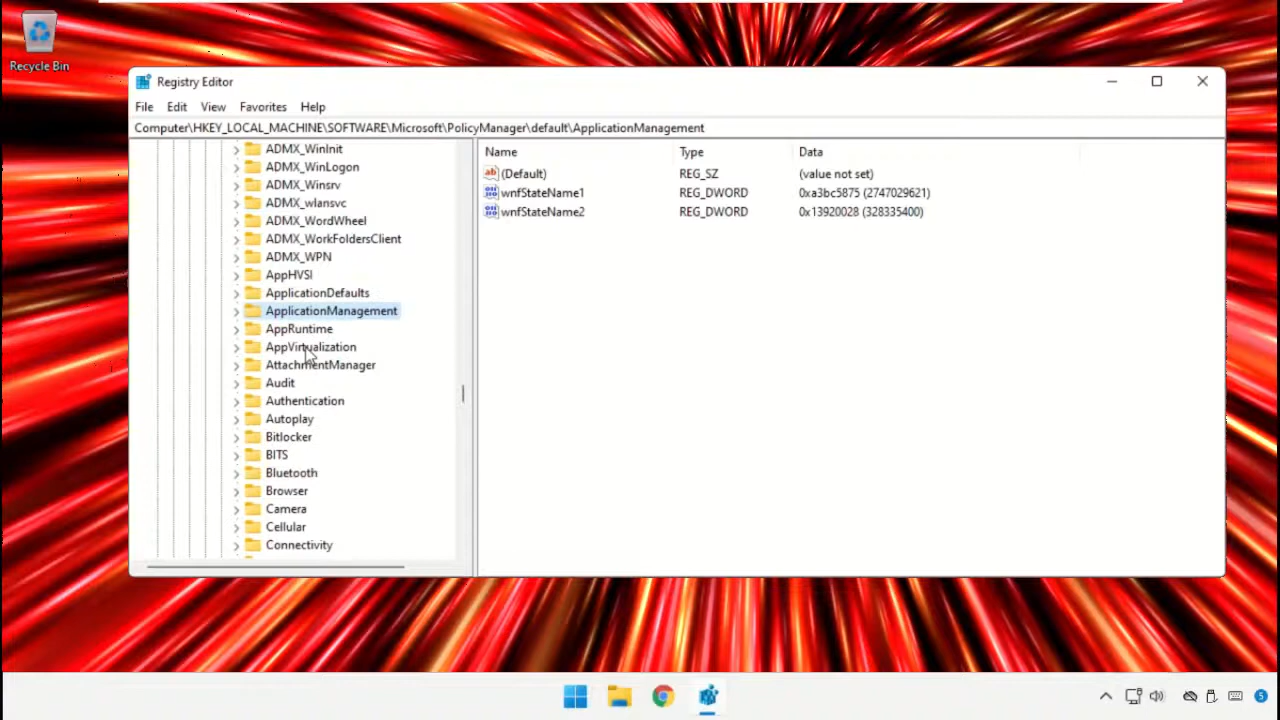 Recycle Bin
Registry Editor
File Edit View Favorites Help
Computer\HKEY_LOCAL_MACHINE\SOFTWARE\Microsoft\PolicyManager\default\ApplicationManagement
ADMX_WinInit
ADMX_WinLogon
ADMX_Winsrv
ADMX_wlansvc
ADMX_WordWheel
ADMX_WorkFoldersClient
ADMX_WPN
AppHVSI
ApplicationDefaults
ApplicationManagement
AppRuntime
AppVirtualization
AttachmentManager
Audit
Authentication
Autoplay
Bitlocker
BITS
Bluetooth
Browser
Camera
Cellular
Connectivity
Name Type Data
(Default) REG_SZ (value not set)
wnfStateName1 REG_DWORD 0xa3bc5875 (2747029621)
wnfStateName2 REG_DWORD 0x13920028 (328335400)
5